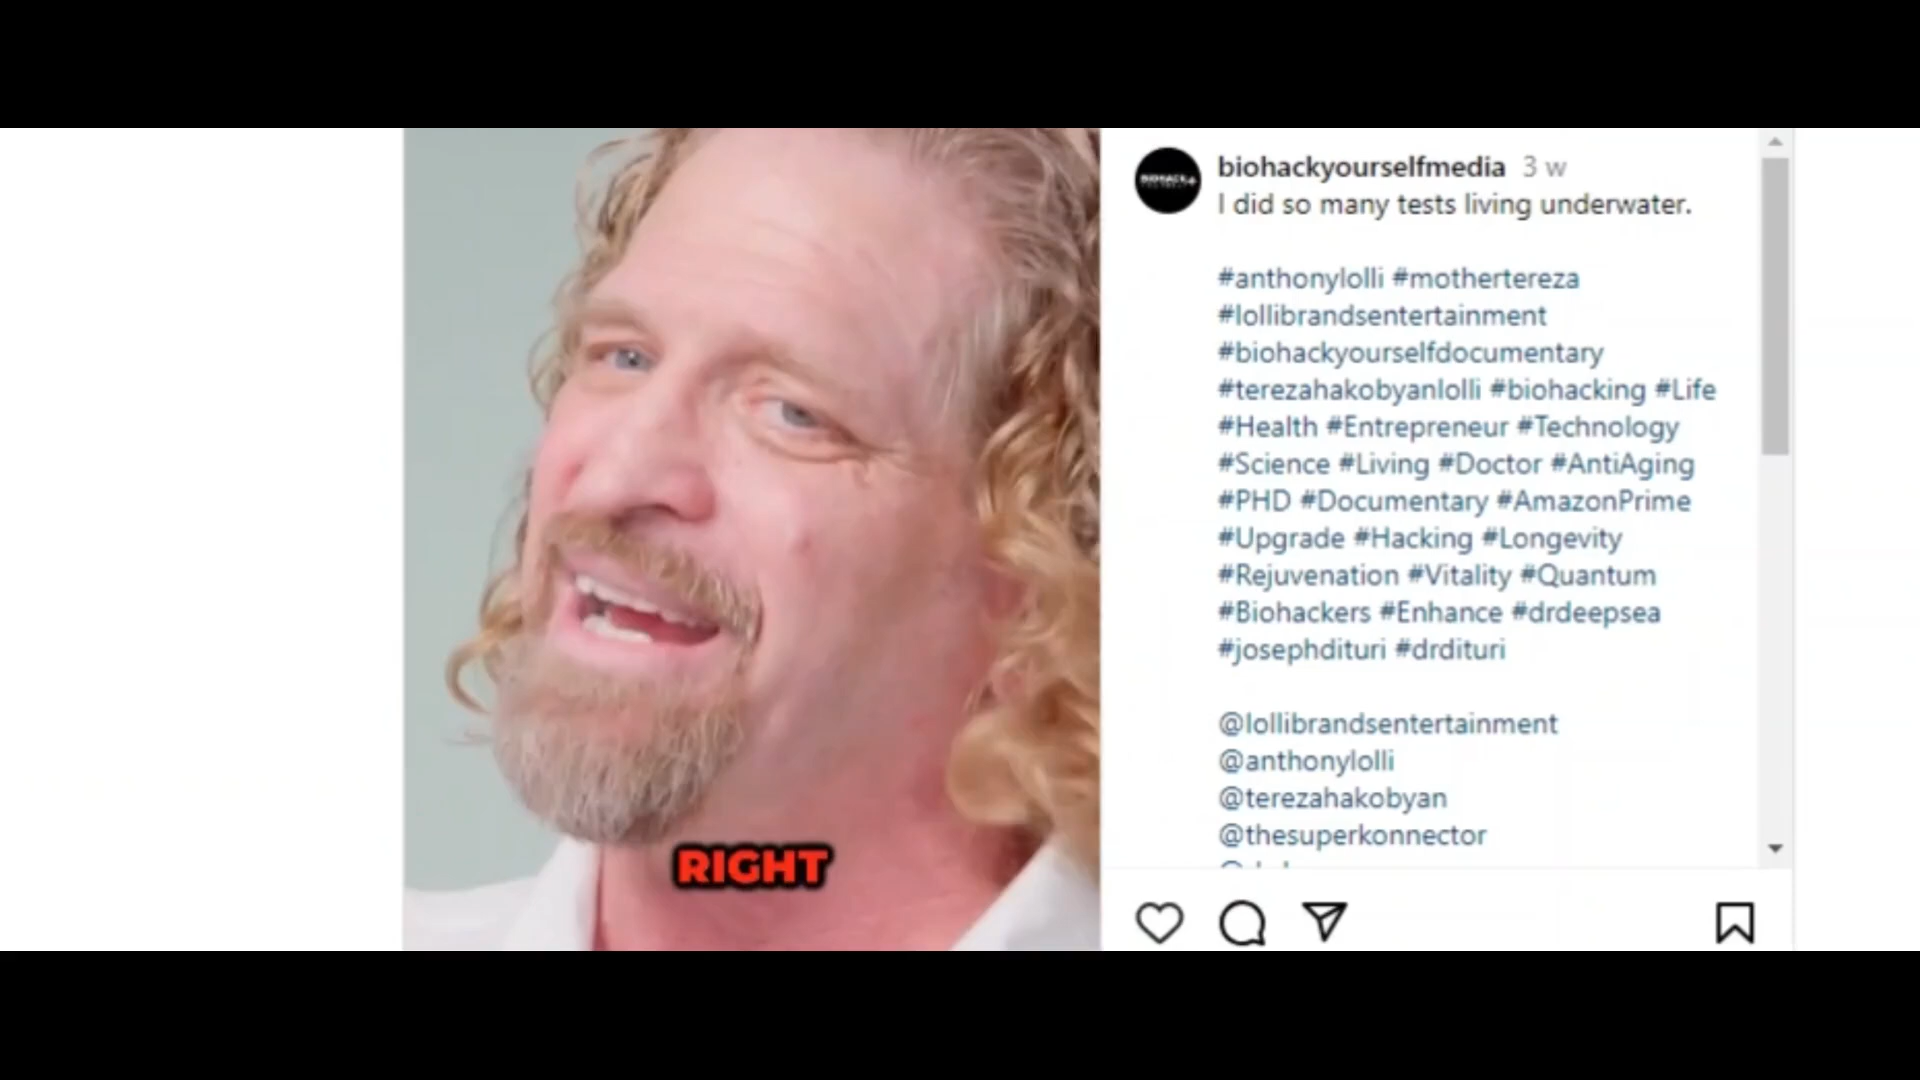 RIGHT
BIOHACK
biohackyourselfmedia 3 w
I did so many tests living underwater.
#anthonylolli #mothertereza
#lollibrandsentertainment
#biohackyourselfdocumentary
#terezahakobyanlolli #biohacking #Life
#Health #Entrepreneur #Technology
#Science #Living #Doctor #AntiAging
#PHD #Documentary #AmazonPrime
#Upgrade #Hacking #Longevity
#Rejuvenation #Vitality #Quantum
#Biohackers #Enhance #drdeepsea
#josephdituri #drdituri
@lollibrandsentertainment
@anthonylolli
@terezahakobyan
@thesuperkonnector